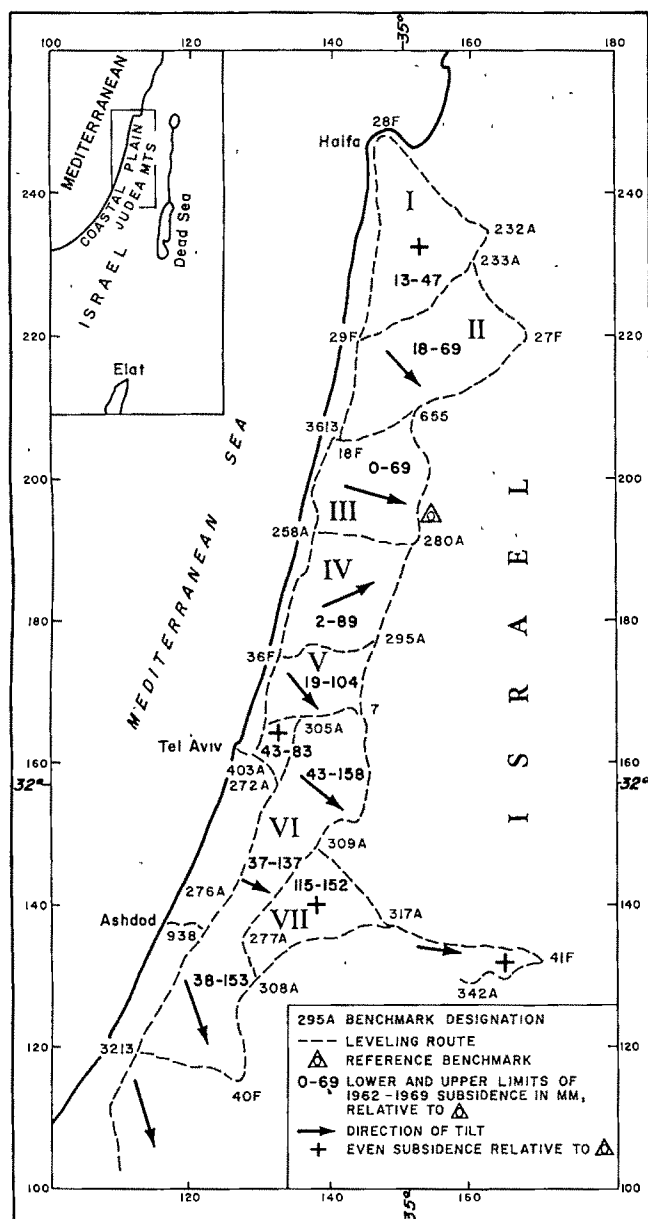 100 120 35° 160 180
MEDITERRANEAN
COASTAL PLAIN
JUDEA MTS
ISRAEL
Dead Sea
Elat
28F
Haifa
I
240
240
232A
233A
13-47
II
220
29F
18-69
27F
220
3613
655
18F
0-69
200
200
III
258A
280A
IV
MEDITERRANEAN SEA
ISRAEL
180
2-89
180
295A
36F
V
19-104
7
305A
Tel Aviv
43-83
160
160
403A
272A
43-158
32°
32°
VI
309A
37-137
276A
115-152
140
Ashdod
VII
317A
140
938
277A
41F
38-153
308A
342A
295A BENCHMARK DESIGNATION
LEVELING ROUTE
120
3213
REFERENCE BENCHMARK
120
40F
0-69 LOWER AND UPPER LIMITS OF
1962-1969 SUBSIDENCE IN MM,
RELATIVE TO
DIRECTION OF TILT
EVEN SUBSIDENCE RELATIVE TO
100
100
120 140 35° 160 180